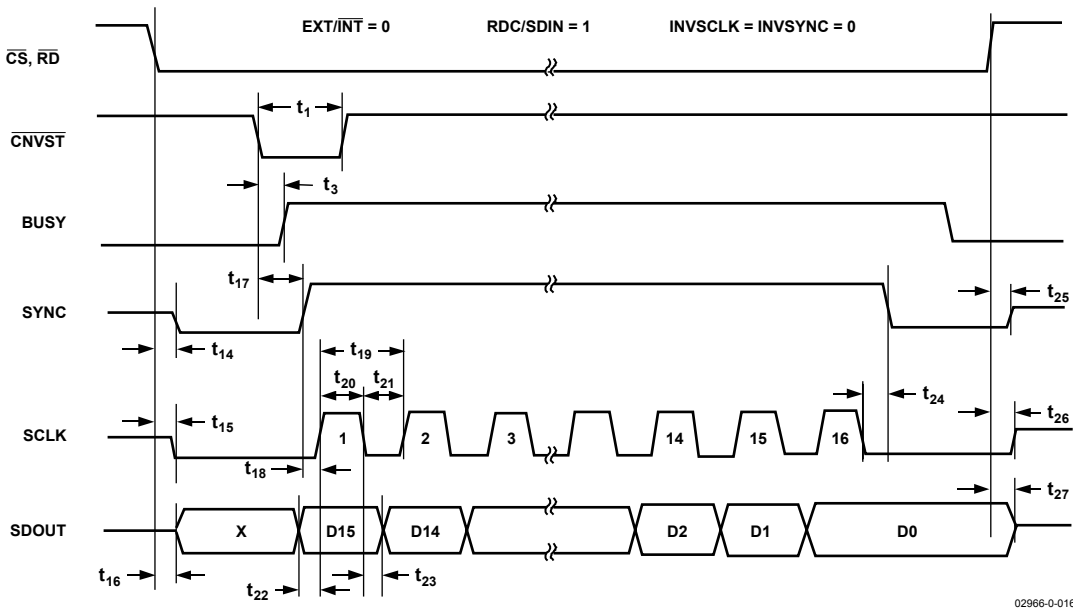 EXT/INT = 0 RDC/SDIN = 1 INVSCLK = INVSYNC = 0
CS, RD
t1
CNVST
t3
BUSY
t17
SYNC
t25
t14
t19
t20 t21
t24
t15
t26
SCLK
1 2 3 14 15 16
t18
t27
SDOUT
X D15 D14 D2 D1 D0
t16
t22
t23
02966-0-016